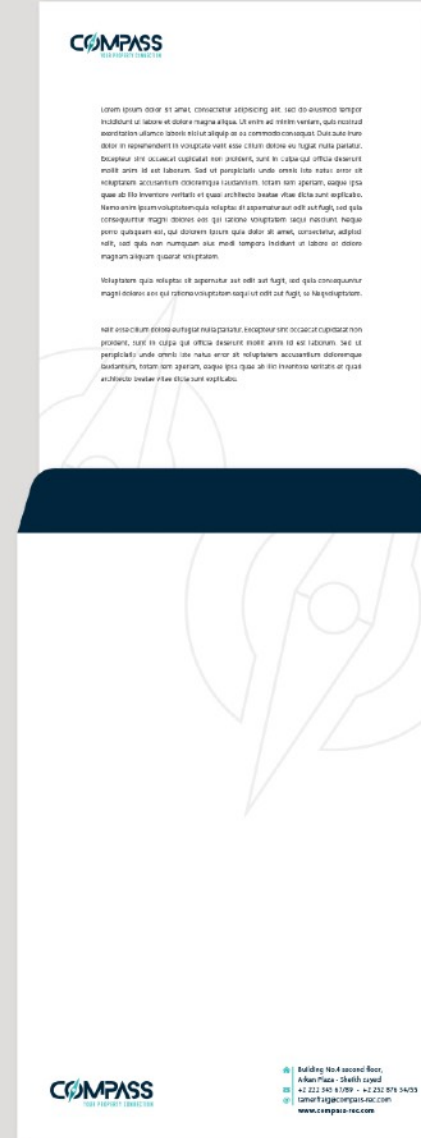 COMPASS
YOUR PROPERTY CONNECTION
Lorem ipsum dolor sit amet, consectetur adipisicing elit, sed do eiusmod tempor
incididunt ut labore et dolore magna aliqua. Ut enim ad minim veniam, quis nostrud
exercitation ullamco laboris nisi ut aliquip ex ea commodo consequat. Duis aute irure
dolor in reprehenderit in voluptate velit esse cillum dolore eu fugiat nulla pariatur.
Excepteur sint occaecat cupidatat non proident, sunt in culpa qui officia deserunt
mollit anim id est laborum. Sed ut perspiciatis unde omnis iste natus error sit
voluptatem accusantium doloremque laudantium, totam rem aperiam, eaque ipsa
quae ab illo inventore veritatis et quasi architecto beatae vitae dicta sunt explicabo.
Nemo enim ipsam voluptatem quia voluptas sit aspernatur aut odit aut fugit, sed quia
consequuntur magni dolores eos qui ratione voluptatem sequi nesciunt. Neque
porro quisquam est, qui dolorem ipsum quia dolor sit amet, consectetur, adipisci
velit, sed quia non numquam eius modi tempora incidunt ut labore et dolore
magnam aliquam quaerat voluptatem.
Voluptatem quia voluptas sit aspernatur aut odit aut fugit, sed quia consequuntur
magni dolores eos qui ratione voluptatem sequi ut odit aut fugit, se
Velit esse cillum dolore eu fugiat nulla pariatur. Excepteur sint occaecat cupidatat non
proident, sunt in culpa qui officia deserunt mollit anim id est laborum. Sed ut
perspiciatis unde omnis iste natus error sit voluptatem accusantium doloremque
laudantium, totam rem aperiam, eaque ipsa quae ab illo inventore veritatis et quasi
architecto beatae vitae dicta sunt explicabo.
COMPASS
YOUR PROPERTY CONNECTION
Building No.4 second floor,
Arkan Plaza - Sheikh zayed
+2 222 345 67/89 - +2 252 876 54/55
www.compass-rec.com